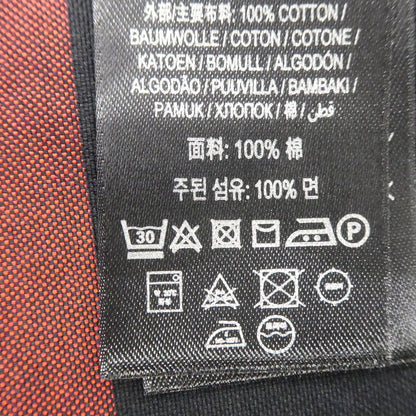 外部/主要布料: 100% COTTON /
BAUMWOLLE / COTON / COTONE /
KATOEN / BOMULL / ALGODÓN /
ALGODÃO / PUUVILLA / BAMBAKI /
PAMUK / ХЛОПОК / 棉 / قطن /
面料: 100% 棉
주된 섬유: 100% 면
30 P